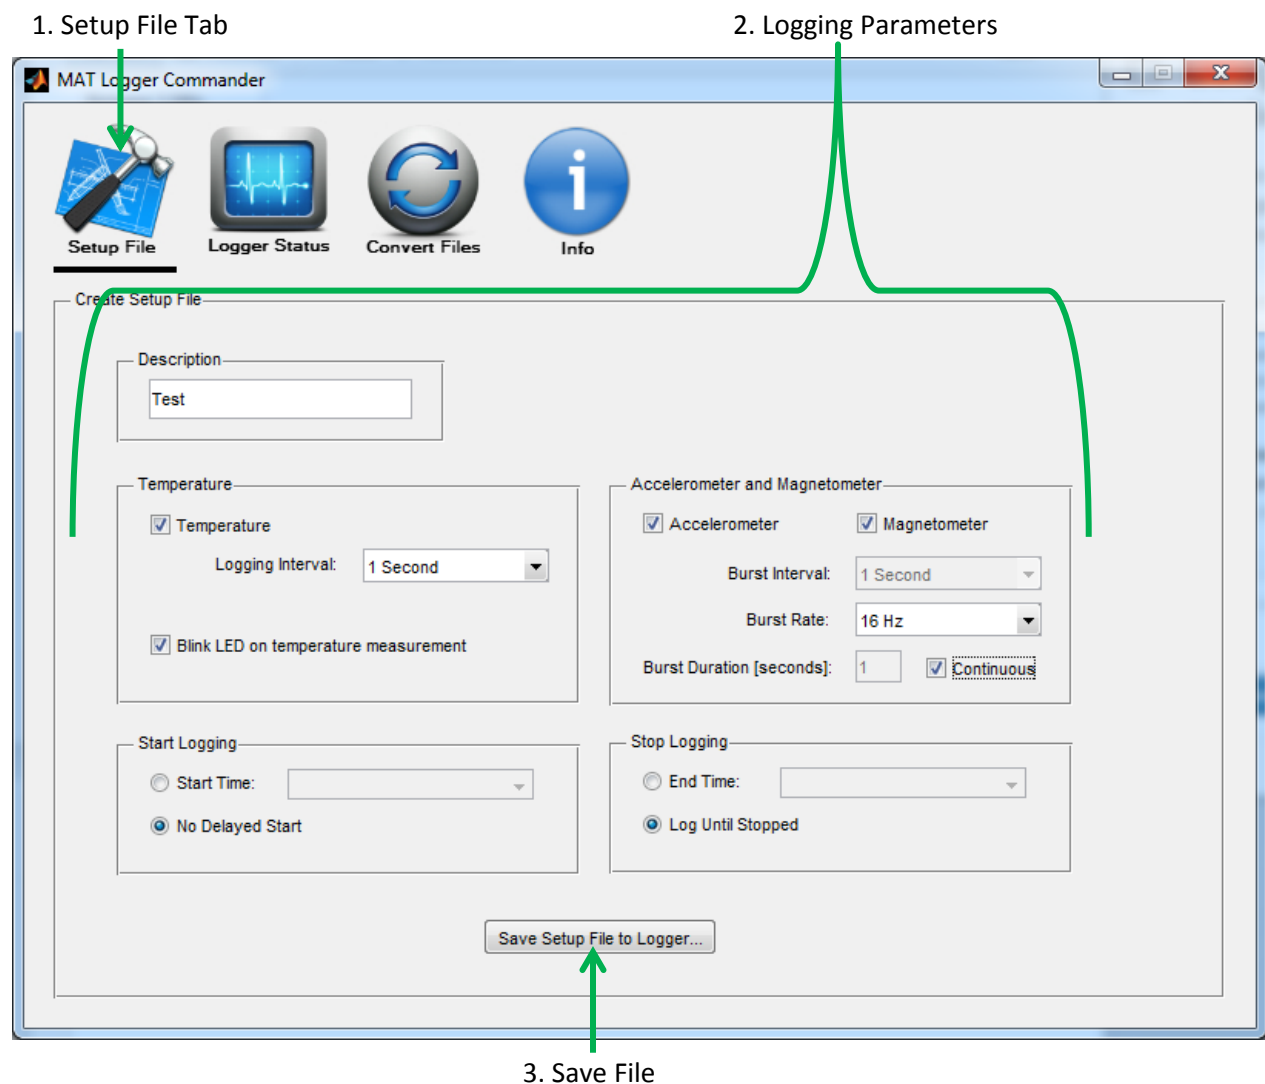 1. Setup File Tab
2. Logging Parameters
MAT Logger Commander
Setup File
Logger Status
Convert Files
Info
Create Setup File
Description
Test
Temperature
Temperature
Logging Interval: 1 Second
Blink LED on temperature measurement
Accelerometer and Magnetometer
Accelerometer Magnetometer
Burst Interval: 1 Second
Burst Rate: 16 Hz
Burst Duration [seconds]: 1 Continuous
Start Logging
Start Time:
No Delayed Start
Stop Logging
End Time:
Log Until Stopped
Save Setup File to Logger...
3. Save File